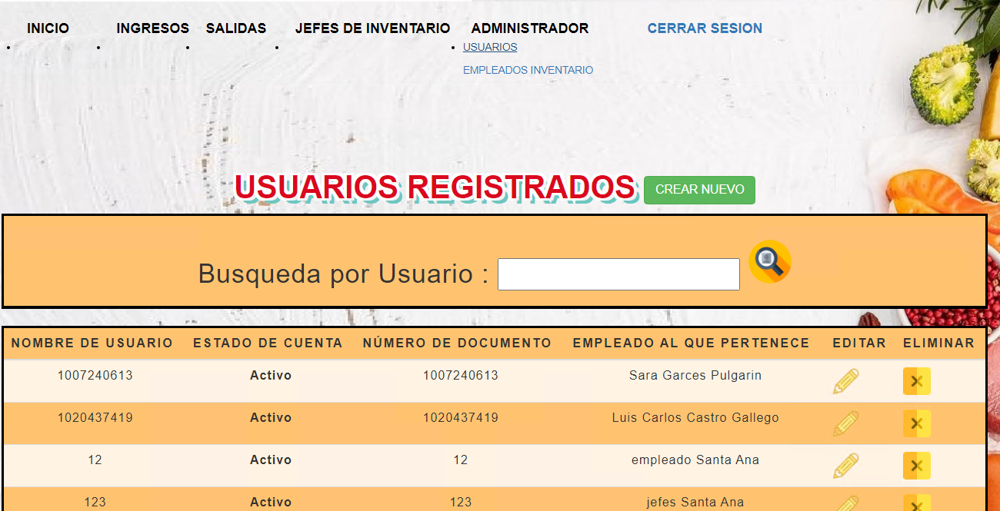 INICIO INGRESOS SALIDAS JEFES DE INVENTARIO ADMINISTRADOR CERRAR SESION
USUARIOS
EMPLEADOS INVENTARIO
USUARIOS REGISTRADOS CREAR NUEVO
Busqueda por Usuario :
NOMBRE DE USUARIO ESTADO DE CUENTA NÚMERO DE DOCUMENTO EMPLEADO AL QUE PERTENECE EDITAR ELIMINAR
1007240613 Activo 1007240613 Sara Garces Pulgarin
1020437419 Activo 1020437419 Luis Carlos Castro Gallego
12 Activo 12 empleado Santa Ana
123 Activo 123 jefes Santa Ana